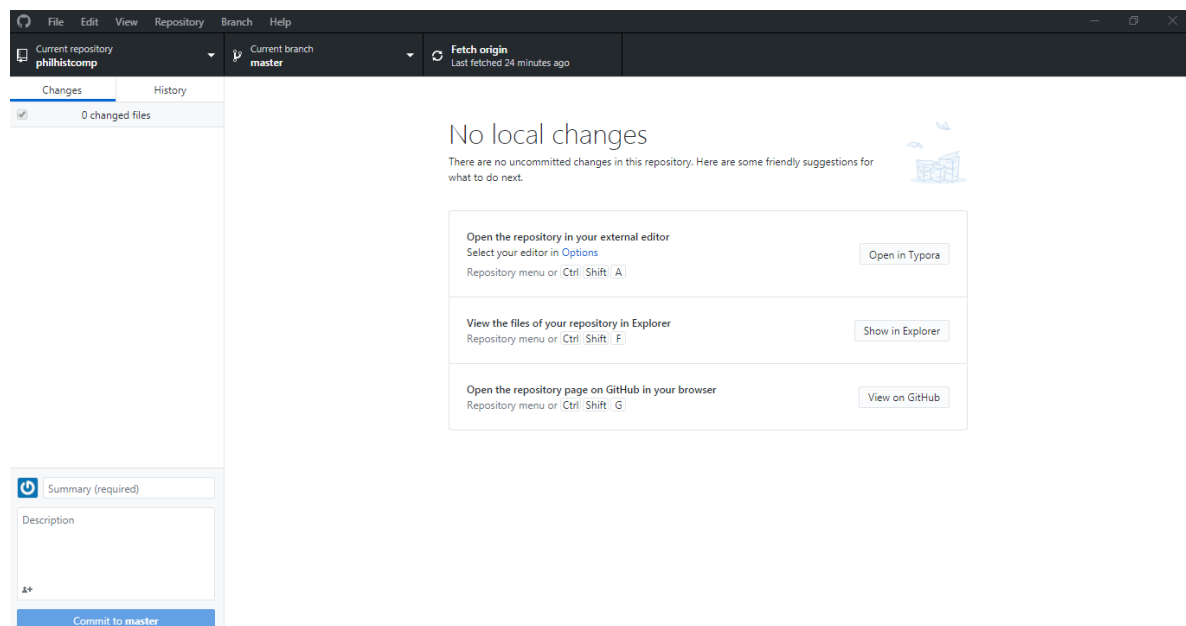 File Edit View Repository Branch Help
Current repository
philhistcomp
Current branch
master
Fetch origin
Last fetched 24 minutes ago
Changes History
0 changed files
No local changes
There are no uncommitted changes in this repository. Here are some friendly suggestions for
what to do next.
Open the repository in your external editor
Select your editor in Options
Repository menu or Ctrl Shift A
Open in Typora
View the files of your repository in Explorer
Repository menu or Ctrl Shift F
Show in Explorer
Open the repository page on GitHub in your browser
Repository menu or Ctrl Shift G
View on GitHub
Summary (required)
Description
Commit to master